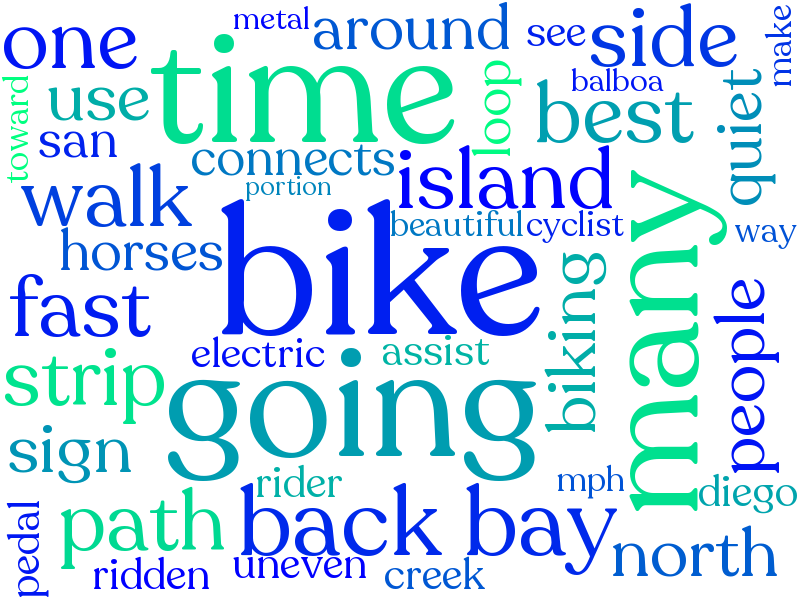 one
metal
around
see
side
make
time
toward
use
loop
balboa
best
quiet
san
connects
portion
island
walk
beautiful
cyclist
many
way
horses
bike
fast
biking
people
electric
assist
strip
going
sign
rider
mph
diego
pedal
path
back bay
north
ridden
uneven
creek